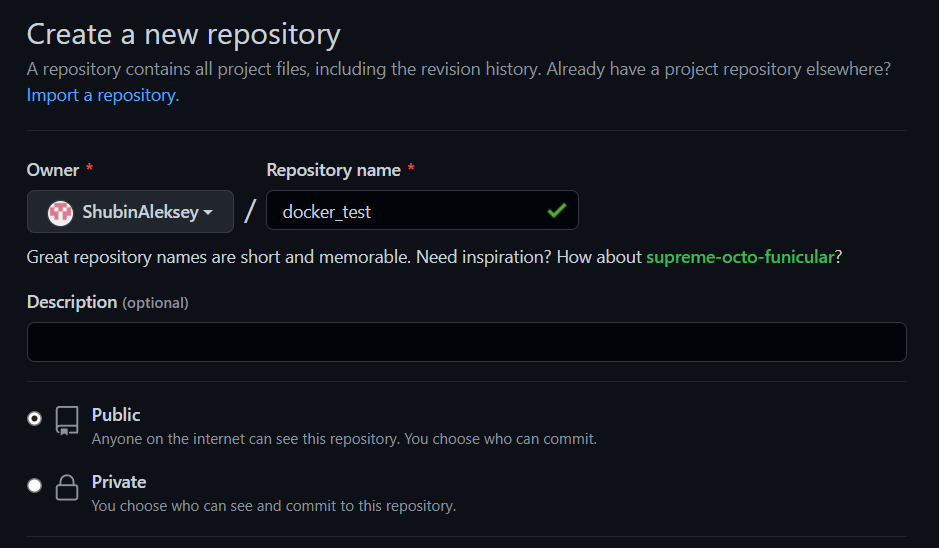 Create a new repository
A repository contains all project files, including the revision history. Already have a project repository elsewhere?
Import a repository.
Owner *
Repository name *
ShubinAleksey / docker_test
Great repository names are short and memorable. Need inspiration? How about supreme-octo-funicular?
Description (optional)
Public
Anyone on the internet can see this repository. You choose who can commit.
Private
You choose who can see and commit to this repository.